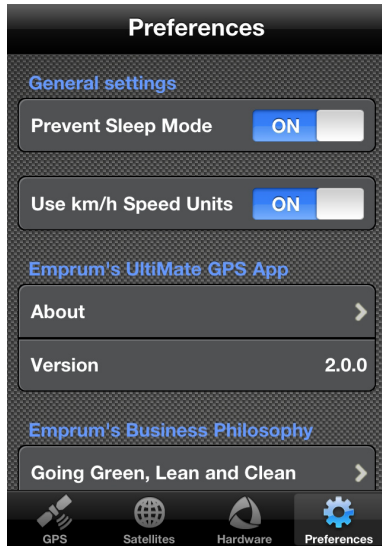 Preferences
General settings
Prevent Sleep Mode ON
Use km/h Speed Units ON
Emprum's UltiMate GPS App
About
Version 2.0.0
Emprum's Business Philosophy
Going Green, Lean and Clean
GPS Satellites Hardware Preferences